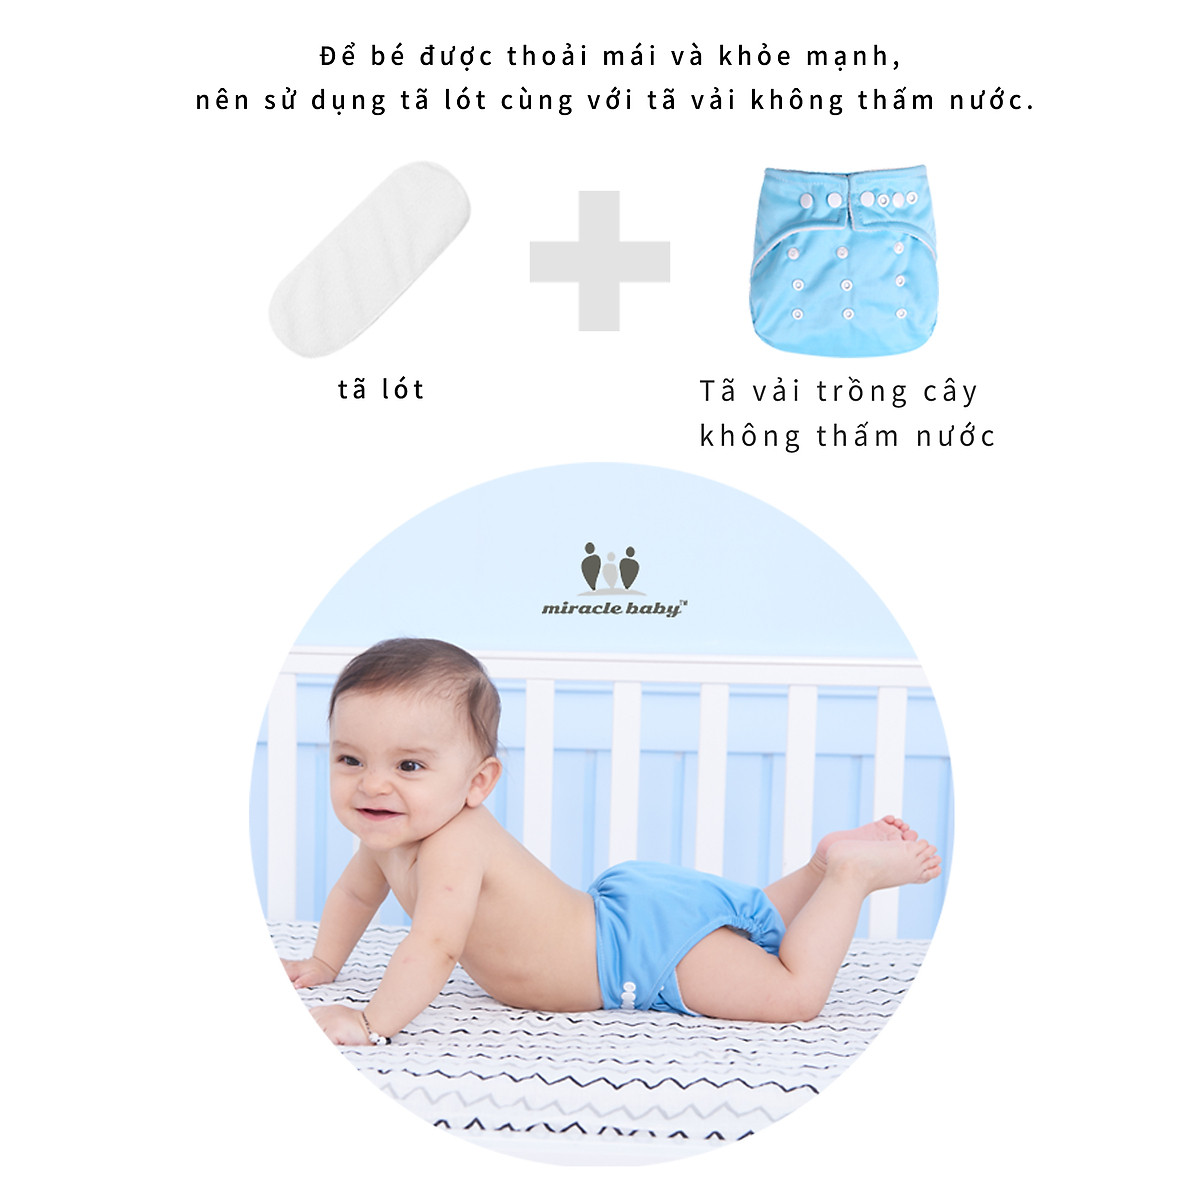 Để bé được thoải mái và khỏe mạnh,
nên sử dụng tã lót cùng với tã vải không thấm nước.
tã lót
Tã vải trồng cây
không thấm nước
miracle baby™